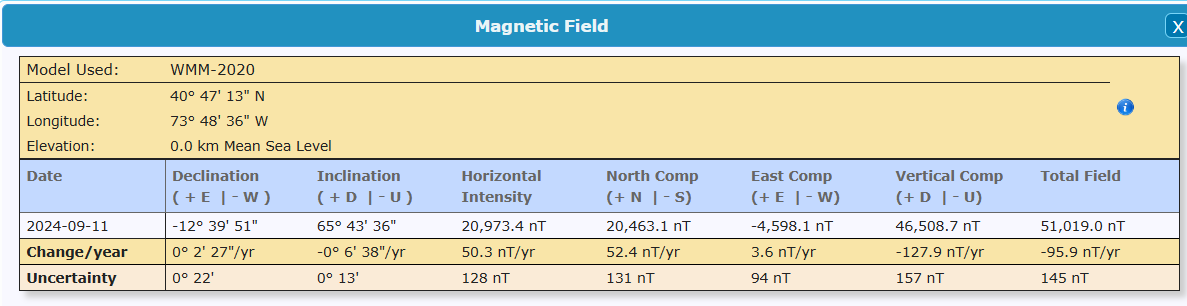 Magnetic Field
X
Model Used: WMM-2020
Latitude: 40° 47' 13" N
Longitude: 73° 48' 36" W
i
Elevation: 0.0 km Mean Sea Level
Date Declination Inclination Horizontal North Comp East Comp Vertical Comp Total Field
( + E | - W ) ( + D | - U ) Intensity (+ N | - S) (+ E | - W) (+ D | - U)
2024-09-11 -12° 39' 51" 65° 43' 36" 20,973.4 nT 20,463.1 nT -4,598.1 nT 46,508.7 nT 51,019.0 nT
Change/year 0° 2' 27"/yr -0° 6' 38"/yr 50.3 nT/yr 52.4 nT/yr 3.6 nT/yr -127.9 nT/yr -95.9 nT/yr
Uncertainty 0° 22' 0° 13' 128 nT 131 nT 94 nT 157 nT 145 nT